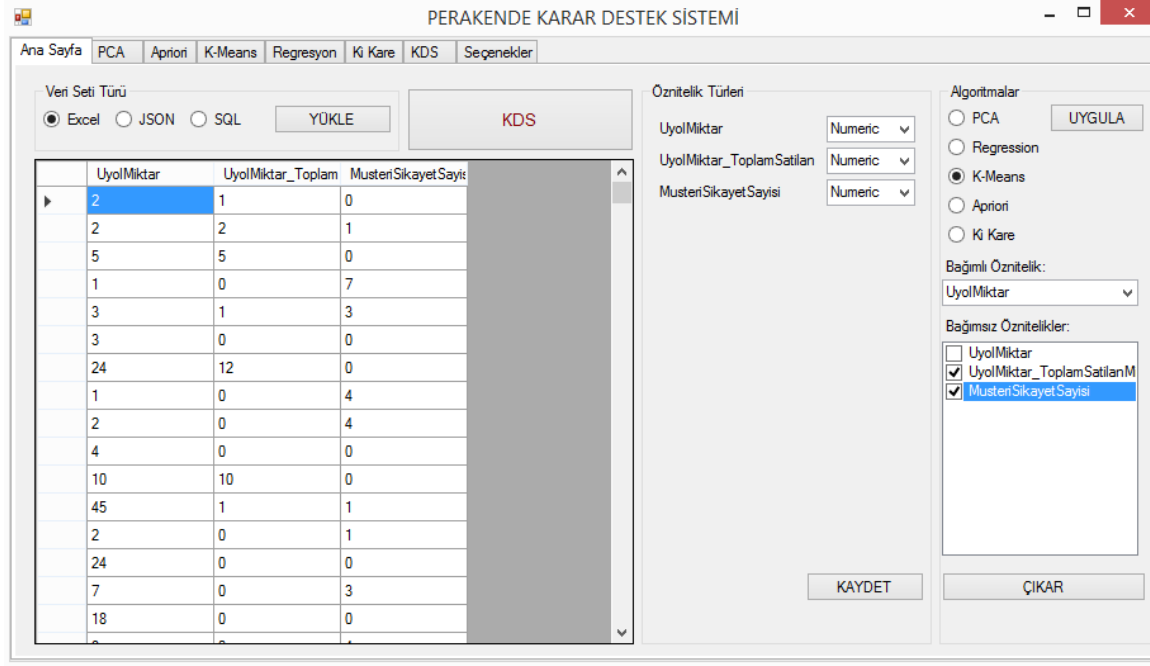 PERAKENDE KARAR DESTEK SİSTEMİ
Ana Sayfa PCA Apriori K-Means Regresyon Ki Kare KDS Seçenekler
Veri Seti Türü
Excel JSON SQL YÜKLE
KDS
UyolMiktar UyolMiktar_Toplam MusteriSikayetSayis
2 1 0
2 2 1
5 5 0
1 0 7
3 1 3
3 0 0
24 12 0
1 0 4
2 0 4
4 0 0
10 10 0
45 1 1
2 0 1
24 0 0
7 0 3
18 0 0
Öznitelik Türleri
UyolMiktar Numeric
UyolMiktar_ToplamSatilan Numeric
MusteriSikayetSayisi Numeric
KAYDET
Algoritmalar
PCA UYGULA
Regression
K-Means
Apriori
Ki Kare
Bağımlı Öznitelik:
UyolMiktar
Bağımsız Öznitelikler:
UyolMiktar
UyolMiktar_ToplamSatilanM
MusteriSikayetSayisi
ÇIKAR